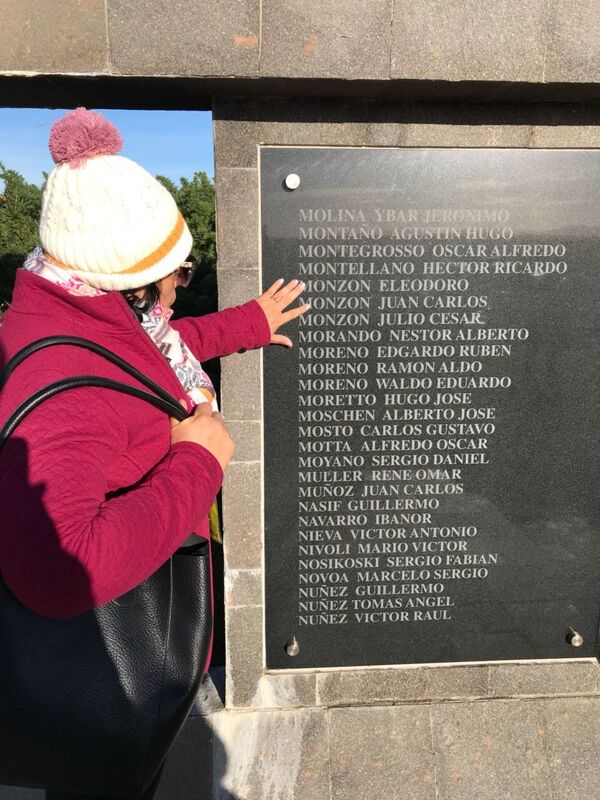 MOLINA YBAR JERONIMO
MONTAÑO AGUSTIN HUGO
MONTEGROSSO OSCAR ALFREDO
MONTELLANO HECTOR RICARDO
MONZON ELEODORO
MONZON JUAN CARLOS
MONZON JULIO CESAR
MORANDO NESTOR ALBERTO
MORENO EDGARDO RUBEN
MORENO RAMON ALDO
MORENO WALDO EDUARDO
MORETTO HUGO JOSE
MOSCHEN ALBERTO JOSE
MOSTO CARLOS GUSTAVO
MOTTA ALFREDO OSCAR
MOYANO SERGIO DANIEL
MULLER RENE OMAR
MUÑOZ JUAN CARLOS
NASIF GUILLERMO
NAVARRO IBANOR
NIEVA VICTOR ANTONIO
NIVOLI MARIO VICTOR
NOSIKOSKI SERGIO FABIAN
NOVOA MARCELO SERGIO
NUÑEZ GUILLERMO
NUÑEZ TOMAS ANGEL
NUÑEZ VICTOR RAUL